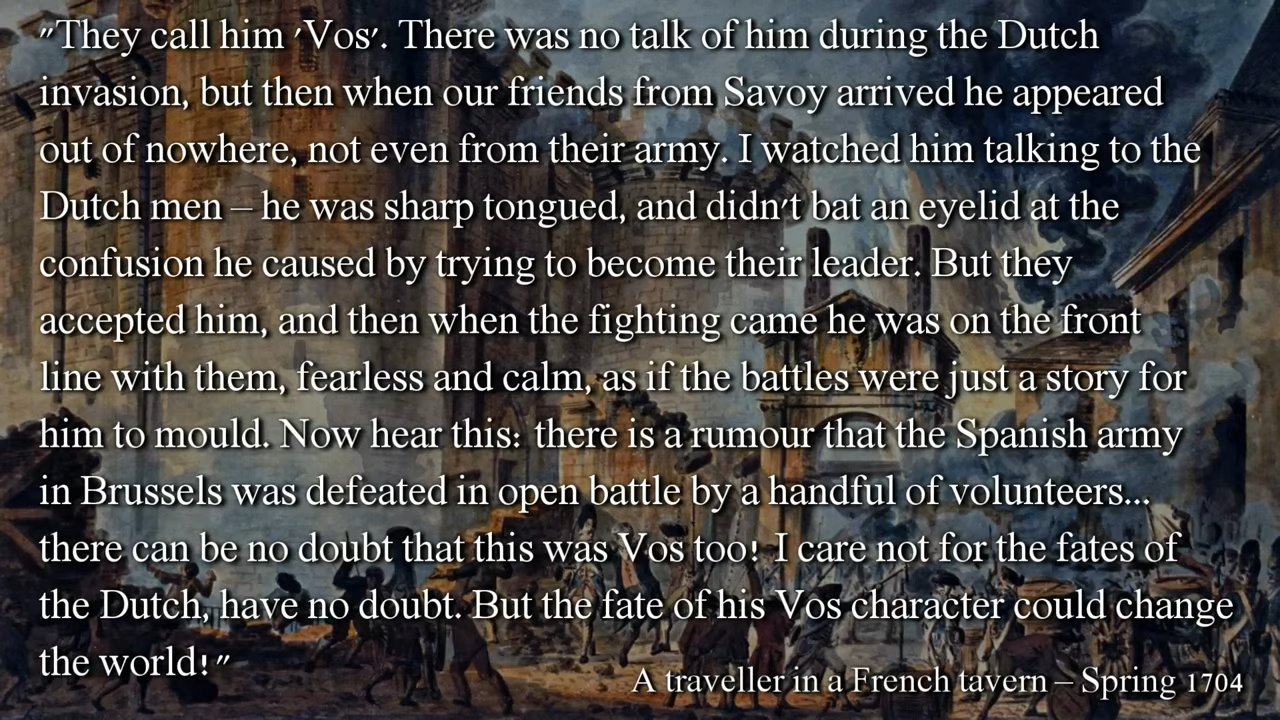 "They call him 'Vos'. There was no talk of him during the Dutch
invasion, but then when our friends from Savoy arrived he appeared
out of nowhere, not even from their army. I watched him talking to the
Dutch men – he was sharp tongued, and didn't bat an eyelid at the
confusion he caused by trying to become their leader. But they
accepted him, and then when the fighting came he was on the front
line with them, fearless and calm, as if the battles were just a story for
him to mould. Now hear this: there is a rumour that the Spanish army
in Brussels was defeated in open battle by a handful of volunteers...
there can be no doubt that this was Vos too! I care not for the fates of
the Dutch, have no doubt. But the fate of his Vos character could change
the world!"
A traveller in a French tavern – Spring 1704